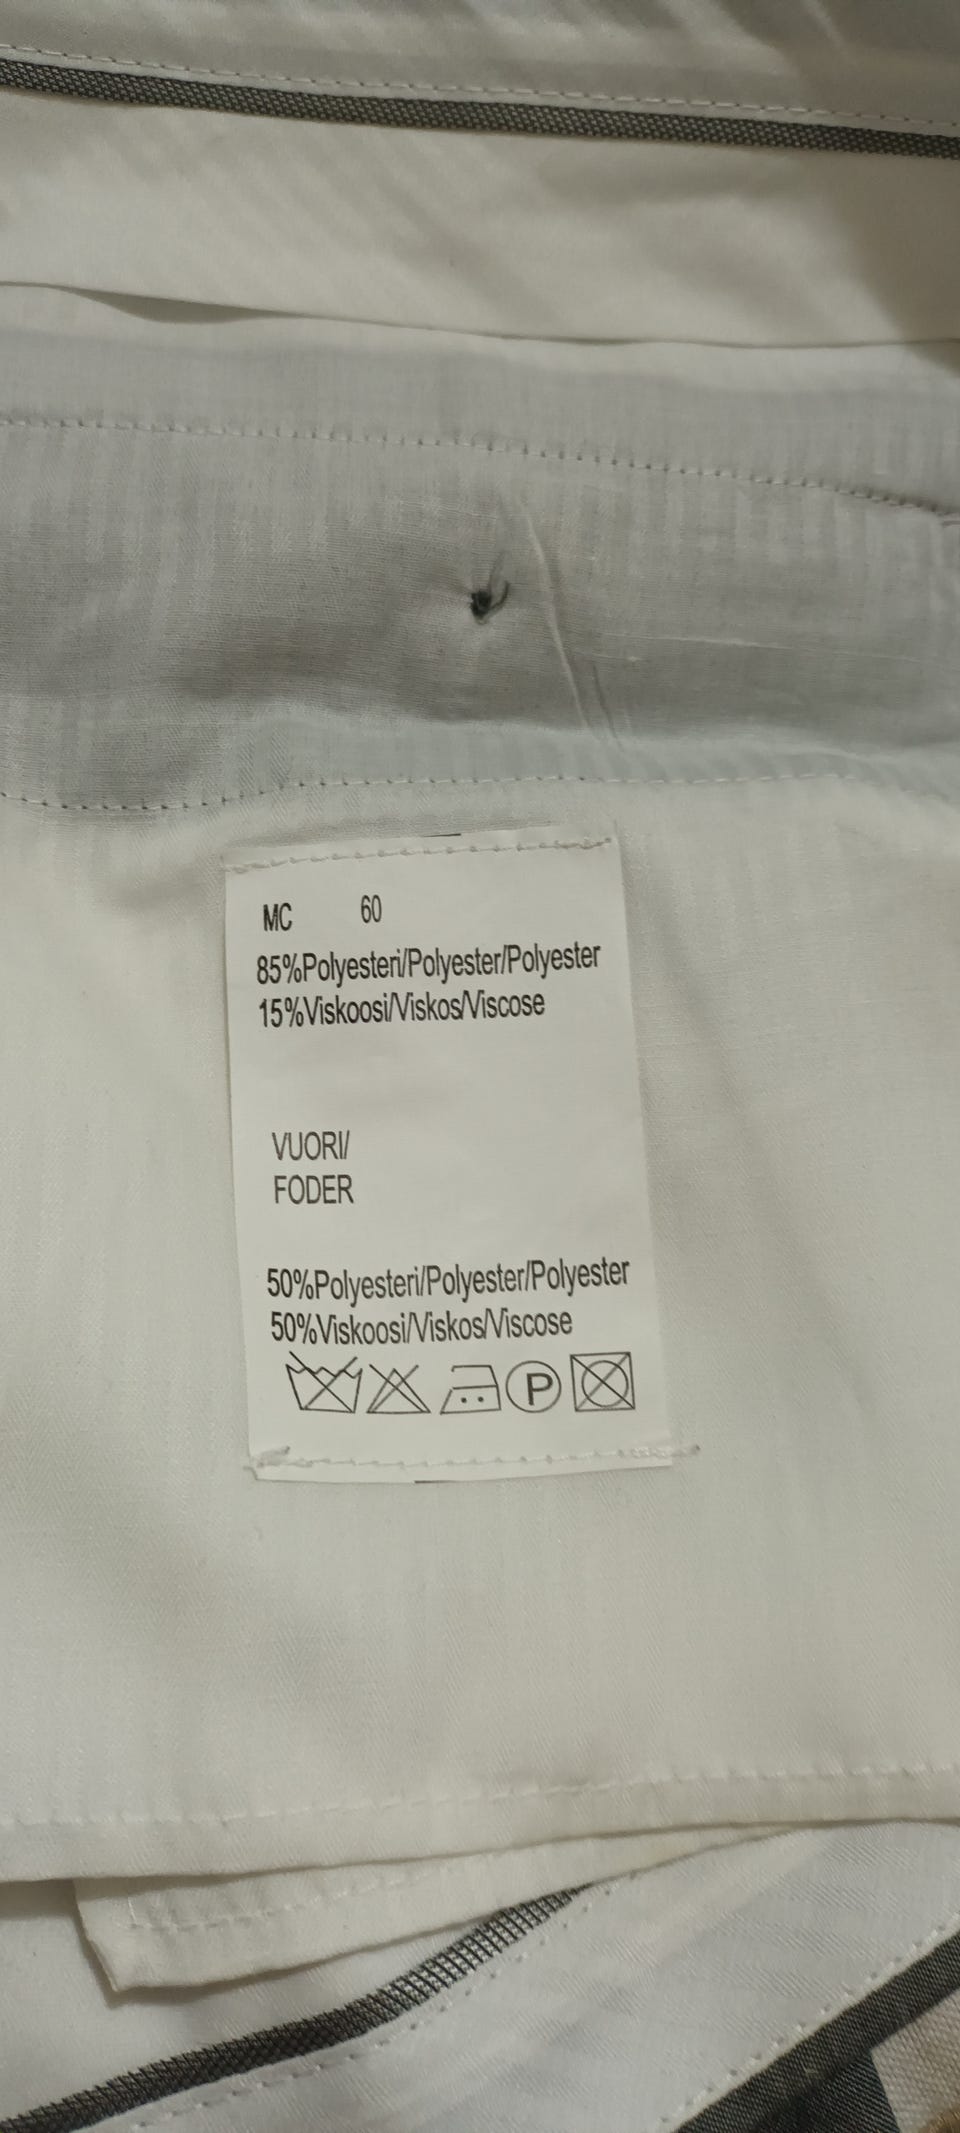 MC 60
85%Polyesteri/Polyester/Polyester
15%Viskoosi/Viskos/Viscose
VUORI/
FODER
50%Polyesteri/Polyester/Polyester
50%Viskoosi/Viskos/Viscose
P